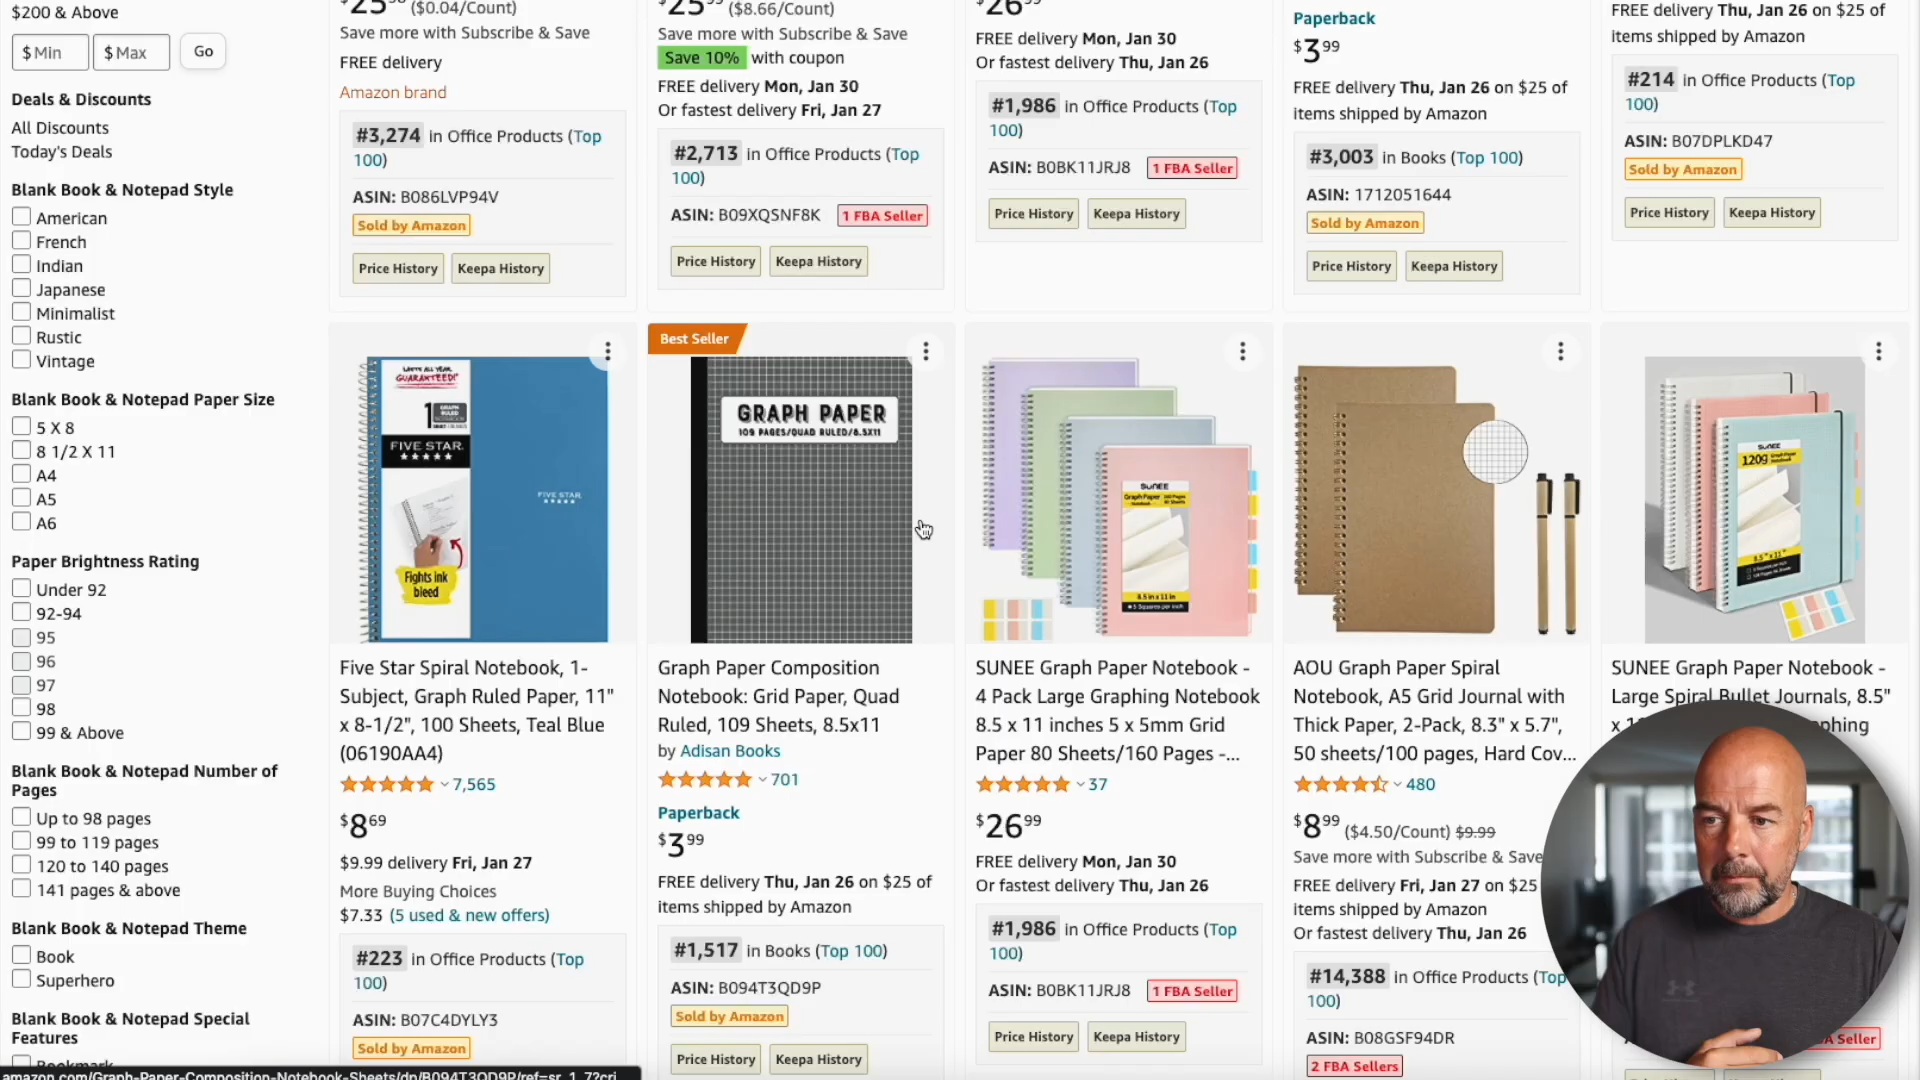 $200 & Above
$ Min
$ Max
Go
Deals & Discounts
All Discounts
Today's Deals
Blank Book & Notepad Style
American
French
Indian
Japanese
Minimalist
Rustic
Vintage
Blank Book & Notepad Paper Size
5 X 8
8 1/2 X 11
A4
A5
A6
Paper Brightness Rating
Under 92
92-94
95
96
97
98
99 & Above
Blank Book & Notepad Number of
Pages
Up to 98 pages
99 to 119 pages
120 to 140 pages
141 pages & above
Blank Book & Notepad Theme
Book
Superhero
Blank Book & Notepad Special
Features
Bookmark
($0.04/Count)
Save more with Subscribe & Save
FREE delivery
Amazon brand
#3,274 in Office Products (Top
100)
ASIN: B086LVP94V
Sold by Amazon
Price History
Keepa History
($8.66/Count)
Save more with Subscribe & Save
Save 10% with coupon
FREE delivery Mon, Jan 30
Or fastest delivery Fri, Jan 27
#2,713 in Office Products (Top
100)
ASIN: B09XQSNF8K 1 FBA Seller
Price History
Keepa History
FREE delivery Mon, Jan 30
Or fastest delivery Thu, Jan 26
#1,986 in Office Products (Top
100)
ASIN: B0BK11JRJ8 1 FBA Seller
Price History
Keepa History
Paperback
$3 99
FREE delivery Thu, Jan 26 on $25 of
items shipped by Amazon
#3,003 in Books (Top 100)
ASIN: 1712051644
Sold by Amazon
Price History
Keepa History
FREE delivery Thu, Jan 26 on $25 of
items shipped by Amazon
#214 in Office Products (Top
100)
ASIN: B07DPLKD47
Sold by Amazon
Price History
Keepa History
GUARANTEED!
1
FIVE STAR
Fights ink
bleed
FIVE STAR
Five Star Spiral Notebook, 1-
Subject, Graph Ruled Paper, 11"
x 8-1/2", 100 Sheets, Teal Blue
(06190AA4)
7,565
$8 69
$9.99 delivery Fri, Jan 27
More Buying Choices
$7.33 (5 used & new offers)
#223 in Office Products (Top
100)
ASIN: B07C4DYLY3
Sold by Amazon
Best Seller
GRAPH PAPER
109 PAGES/QUAD RULED/8.5X11
Graph Paper Composition
Notebook: Grid Paper, Quad
Ruled, 109 Sheets, 8.5x11
by Adisan Books
701
Paperback
$3 99
FREE delivery Thu, Jan 26 on $25 of
items shipped by Amazon
#1,517 in Books (Top 100)
ASIN: B094T3QD9P
Sold by Amazon
Price History
Keepa History
SUNEE
Graph Paper
8.5 in x 11 in
SUNEE Graph Paper Notebook -
4 Pack Large Graphing Notebook
8.5 x 11 inches 5 x 5mm Grid
Paper 80 Sheets/160 Pages -...
37
$26 99
FREE delivery Mon, Jan 30
Or fastest delivery Thu, Jan 26
#1,986 in Office Products (Top
100)
ASIN: B0BK11JRJ8 1 FBA Seller
Price History
Keepa History
AOU Graph Paper Spiral
Notebook, A5 Grid Journal with
Thick Paper, 2-Pack, 8.3" x 5.7",
50 sheets/100 pages, Hard Cov...
480
$8 99 ($4.50/Count) $9.99
Save more with Subscribe & Save
FREE delivery Fri, Jan 27 on $25
items shipped by Amazon
Or fastest delivery Thu, Jan 26
#14,388 in Office Products (Top
100)
ASIN: B08GSF94DR
2 FBA Sellers
SUNEE
120g
8.5" x 11"
SUNEE Graph Paper Notebook -
Large Spiral Bullet Journals, 8.5"
Seller